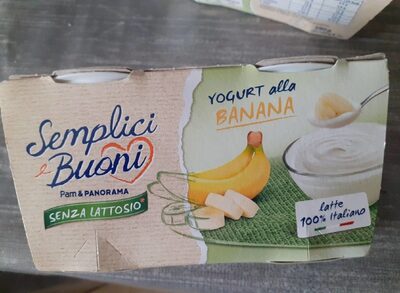 Semplici
e Buoni
Pam & PANORAMA
SENZA LATTOSIO
YOGURT alla
BANANA
latte
100% Italiano